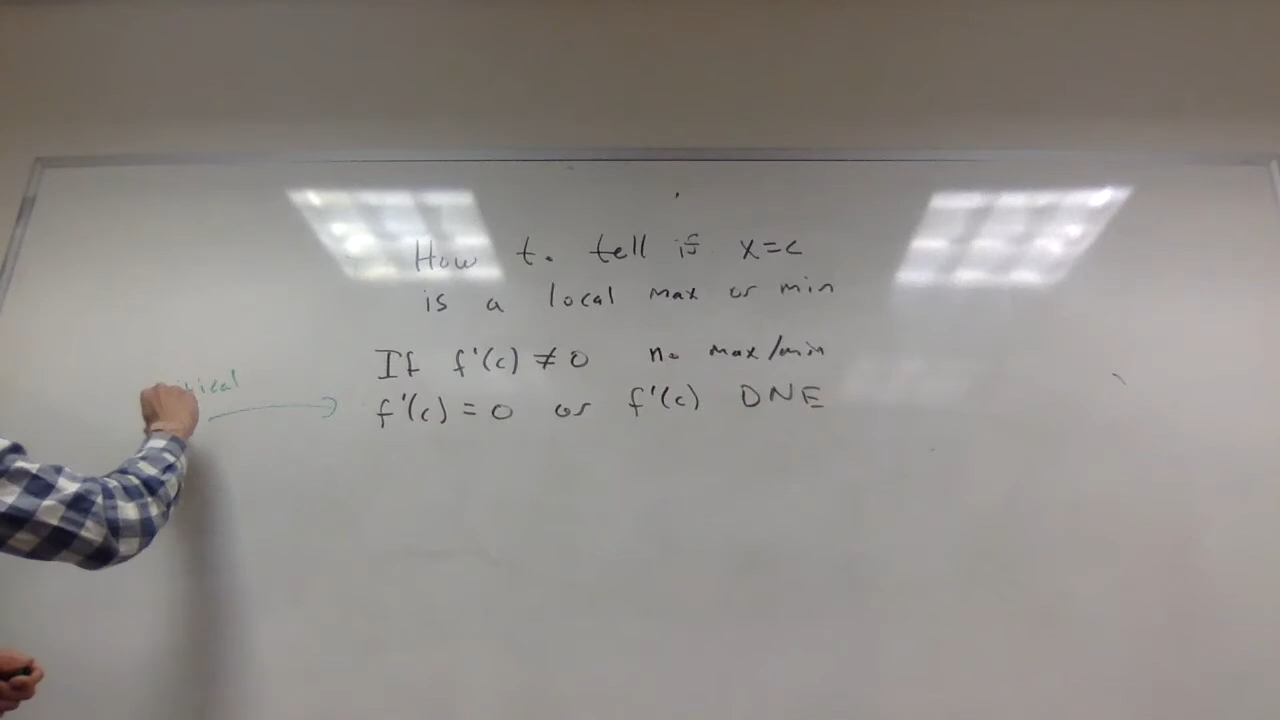 How to tell if x=c
is a local max or min
If f'(c) ≠ 0 no max/min
f'(c) = 0 or f'(c) DNE